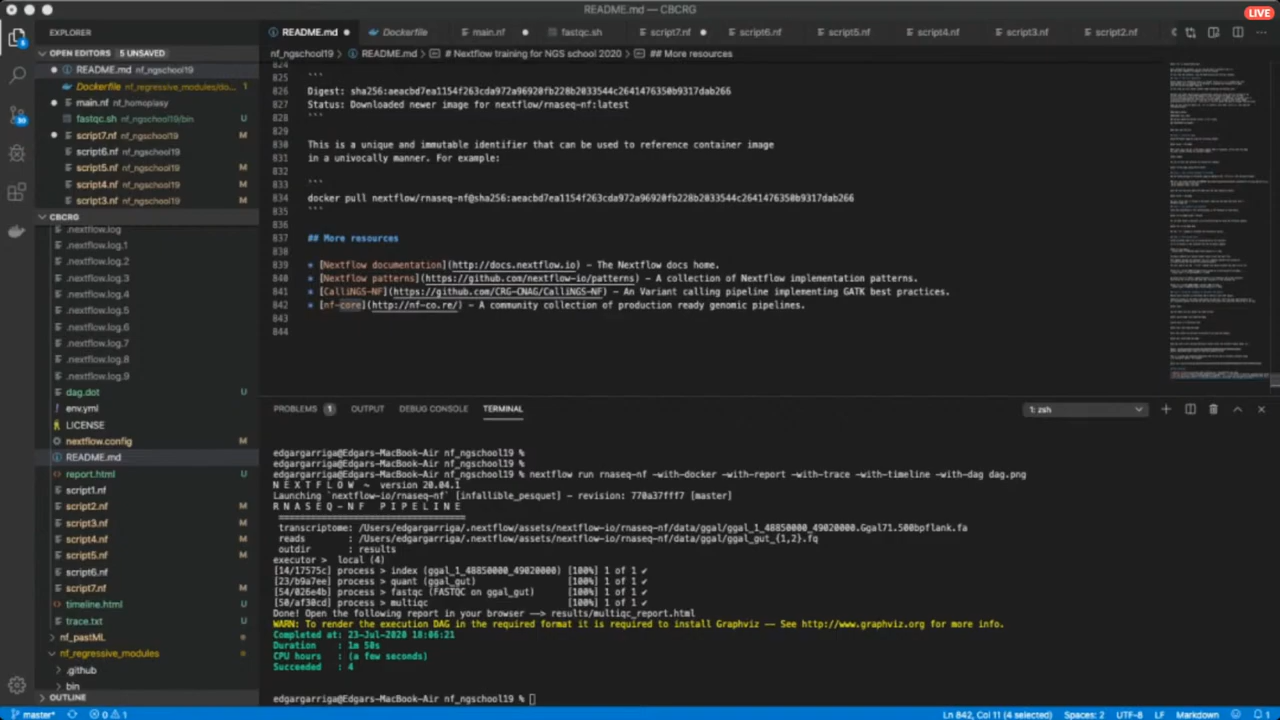 README.md — CBCRG
LIVE
EXPLORER
OPEN EDITORS 5 UNSAVED
README.md nf_ngschool19
Dockerfile nf_regressive_modules/do... 1
main.nf nf_homoplasy
fastqc.sh nf_ngschool19/bin U
script7.nf nf_ngschool19 M
script6.nf nf_ngschool19
script5.nf nf_ngschool19 M
script4.nf nf_ngschool19 M
script3.nf nf_ngschool19 M
CBCRG
.nextflow.log
.nextflow.log.1
.nextflow.log.2
.nextflow.log.3
.nextflow.log.4
.nextflow.log.5
.nextflow.log.6
.nextflow.log.7
.nextflow.log.8
.nextflow.log.9
dag.dot U
env.yml
LICENSE
nextflow.config M
README.md
report.html U
script1.nf
script2.nf M
script3.nf M
script4.nf M
script5.nf M
script6.nf
script7.nf M
timeline.html U
trace.txt U
nf_pastML
nf_regressive_modules
.github
bin
OUTLINE
README.md Dockerfile main.nf fastqc.sh script7.nf script6.nf script5.nf script4.nf script3.nf script2.nf
nf_ngschool19 > README.md > # Nextflow training for NGS school 2020 > ## More resources
824
825 ```
826 Digest: sha256:aeacbd7ea1154f263cda972a96920fb228b2033544c2641476350b9317dab266
827 Status: Downloaded newer image for nextflow/rnaseq-nf:latest
828 ```
829
830 This is a unique and immutable identifier that can be used to reference container image
831 in a univocally manner. For example:
832
833 ```
834 docker pull nextflow/rnaseq-nf@sha256:aeacbd7ea1154f263cda972a96920fb228b2033544c2641476350b9317dab266
835 ```
836
837 ## More resources
838
839 * [Nextflow documentation](http://docs.nextflow.io) – The Nextflow docs home.
840 * [Nextflow patterns](https://github.com/nextflow-io/patterns) – A collection of Nextflow implementation patterns.
841 * [CalliNGS-NF](https://github.com/CRG-CNAG/CalliNGS-NF) – An Variant calling pipeline implementing GATK best practices.
842 * [nf-core](http://nf-co.re/) – A community collection of production ready genomic pipelines.
843
844
PROBLEMS 1 OUTPUT DEBUG CONSOLE TERMINAL
1: zsh
edgargarriga@Edgars-MacBook-Air nf_ngschool19 %
edgargarriga@Edgars-MacBook-Air nf_ngschool19 %
edgargarriga@Edgars-MacBook-Air nf_ngschool19 % nextflow run rnaseq-nf -with-docker -with-report -with-trace -with-timeline -with-dag dag.png
N E X T F L O W ~ version 20.04.1
Launching `nextflow-io/rnaseq-nf` [infallible_pesquet] - revision: 770a37fff7 [master]
R N A S E Q - N F   P I P E L I N E
===================================
transcriptome: /Users/edgargarriga/.nextflow/assets/nextflow-io/rnaseq-nf/data/ggal/ggal_1_48850000_49020000.Ggal71.500bpflank.fa
reads : /Users/edgargarriga/.nextflow/assets/nextflow-io/rnaseq-nf/data/ggal/ggal_gut_{1,2}.fq
outdir : results
executor > local (4)
[14/17575c] process > index (ggal_1_48850000_49020000) [100%] 1 of 1 ✔
[23/b9a7ee] process > quant (ggal_gut) [100%] 1 of 1 ✔
[54/026e4b] process > fastqc (FASTQC on ggal_gut) [100%] 1 of 1 ✔
[50/af30cd] process > multiqc [100%] 1 of 1 ✔
Done! Open the following report in your browser --> results/multiqc_report.html
WARN: To render the execution DAG in the required format it is required to install Graphviz -- See http://www.graphviz.org for more info.
Completed at: 23-Jul-2020 18:06:21
Duration : 1m 50s
CPU hours : (a few seconds)
Succeeded : 4
edgargarriga@Edgars-MacBook-Air nf_ngschool19 %
master* 0 1 Ln 842, Col 11 (4 selected) Spaces: 2 UTF-8 LF Markdown 1